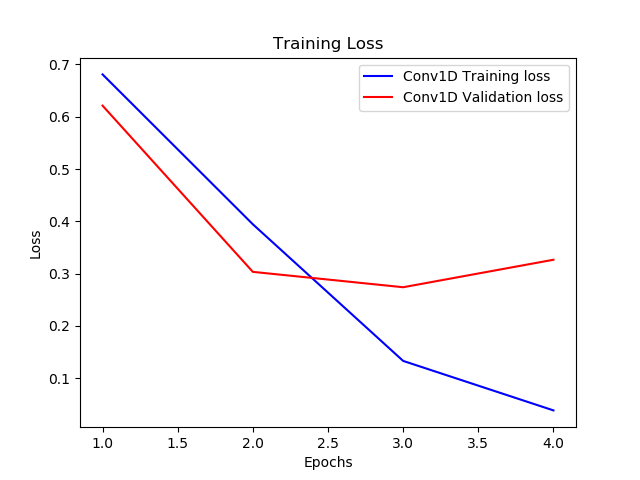 Training Loss
Conv1D Training loss
Conv1D Validation loss
Loss
0.7
0.6
0.5
0.4
0.3
0.2
0.1
1.0 1.5 2.0 2.5 3.0 3.5 4.0
Epochs